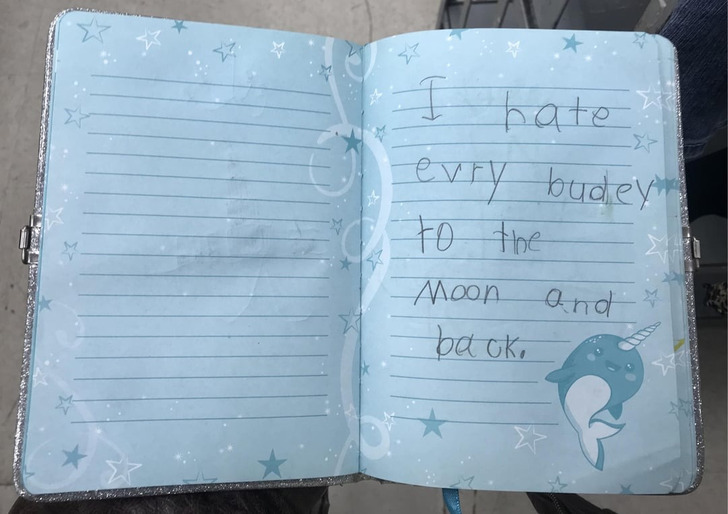 I hate
evry budey
to the
Moon and
back.